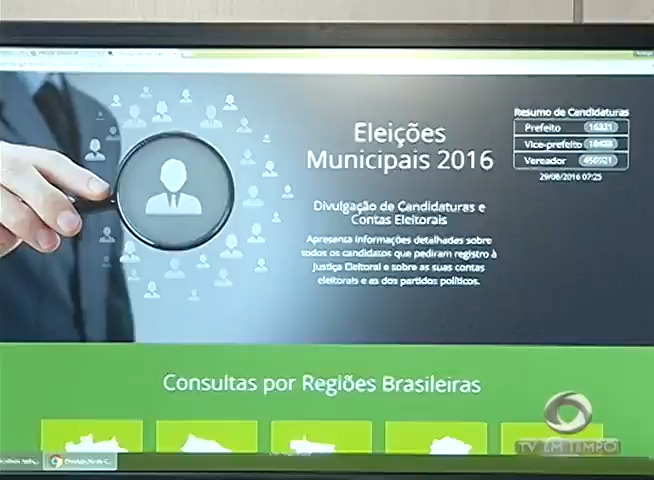 Eleições
Municipais 2016
Divulgação de Candidaturas e
Contas Eleitorais
Apresenta informações detalhadas sobre
todos os candidatos que pediram registro à
Justiça Eleitoral e sobre as suas contas
eleitorais e as dos partidos políticos.
Resumo de Candidaturas
Prefeito
Vice-prefeito
Vereador
29/08/2016 07:25
Consultas por Regiões Brasileiras
TV EM TEMPO